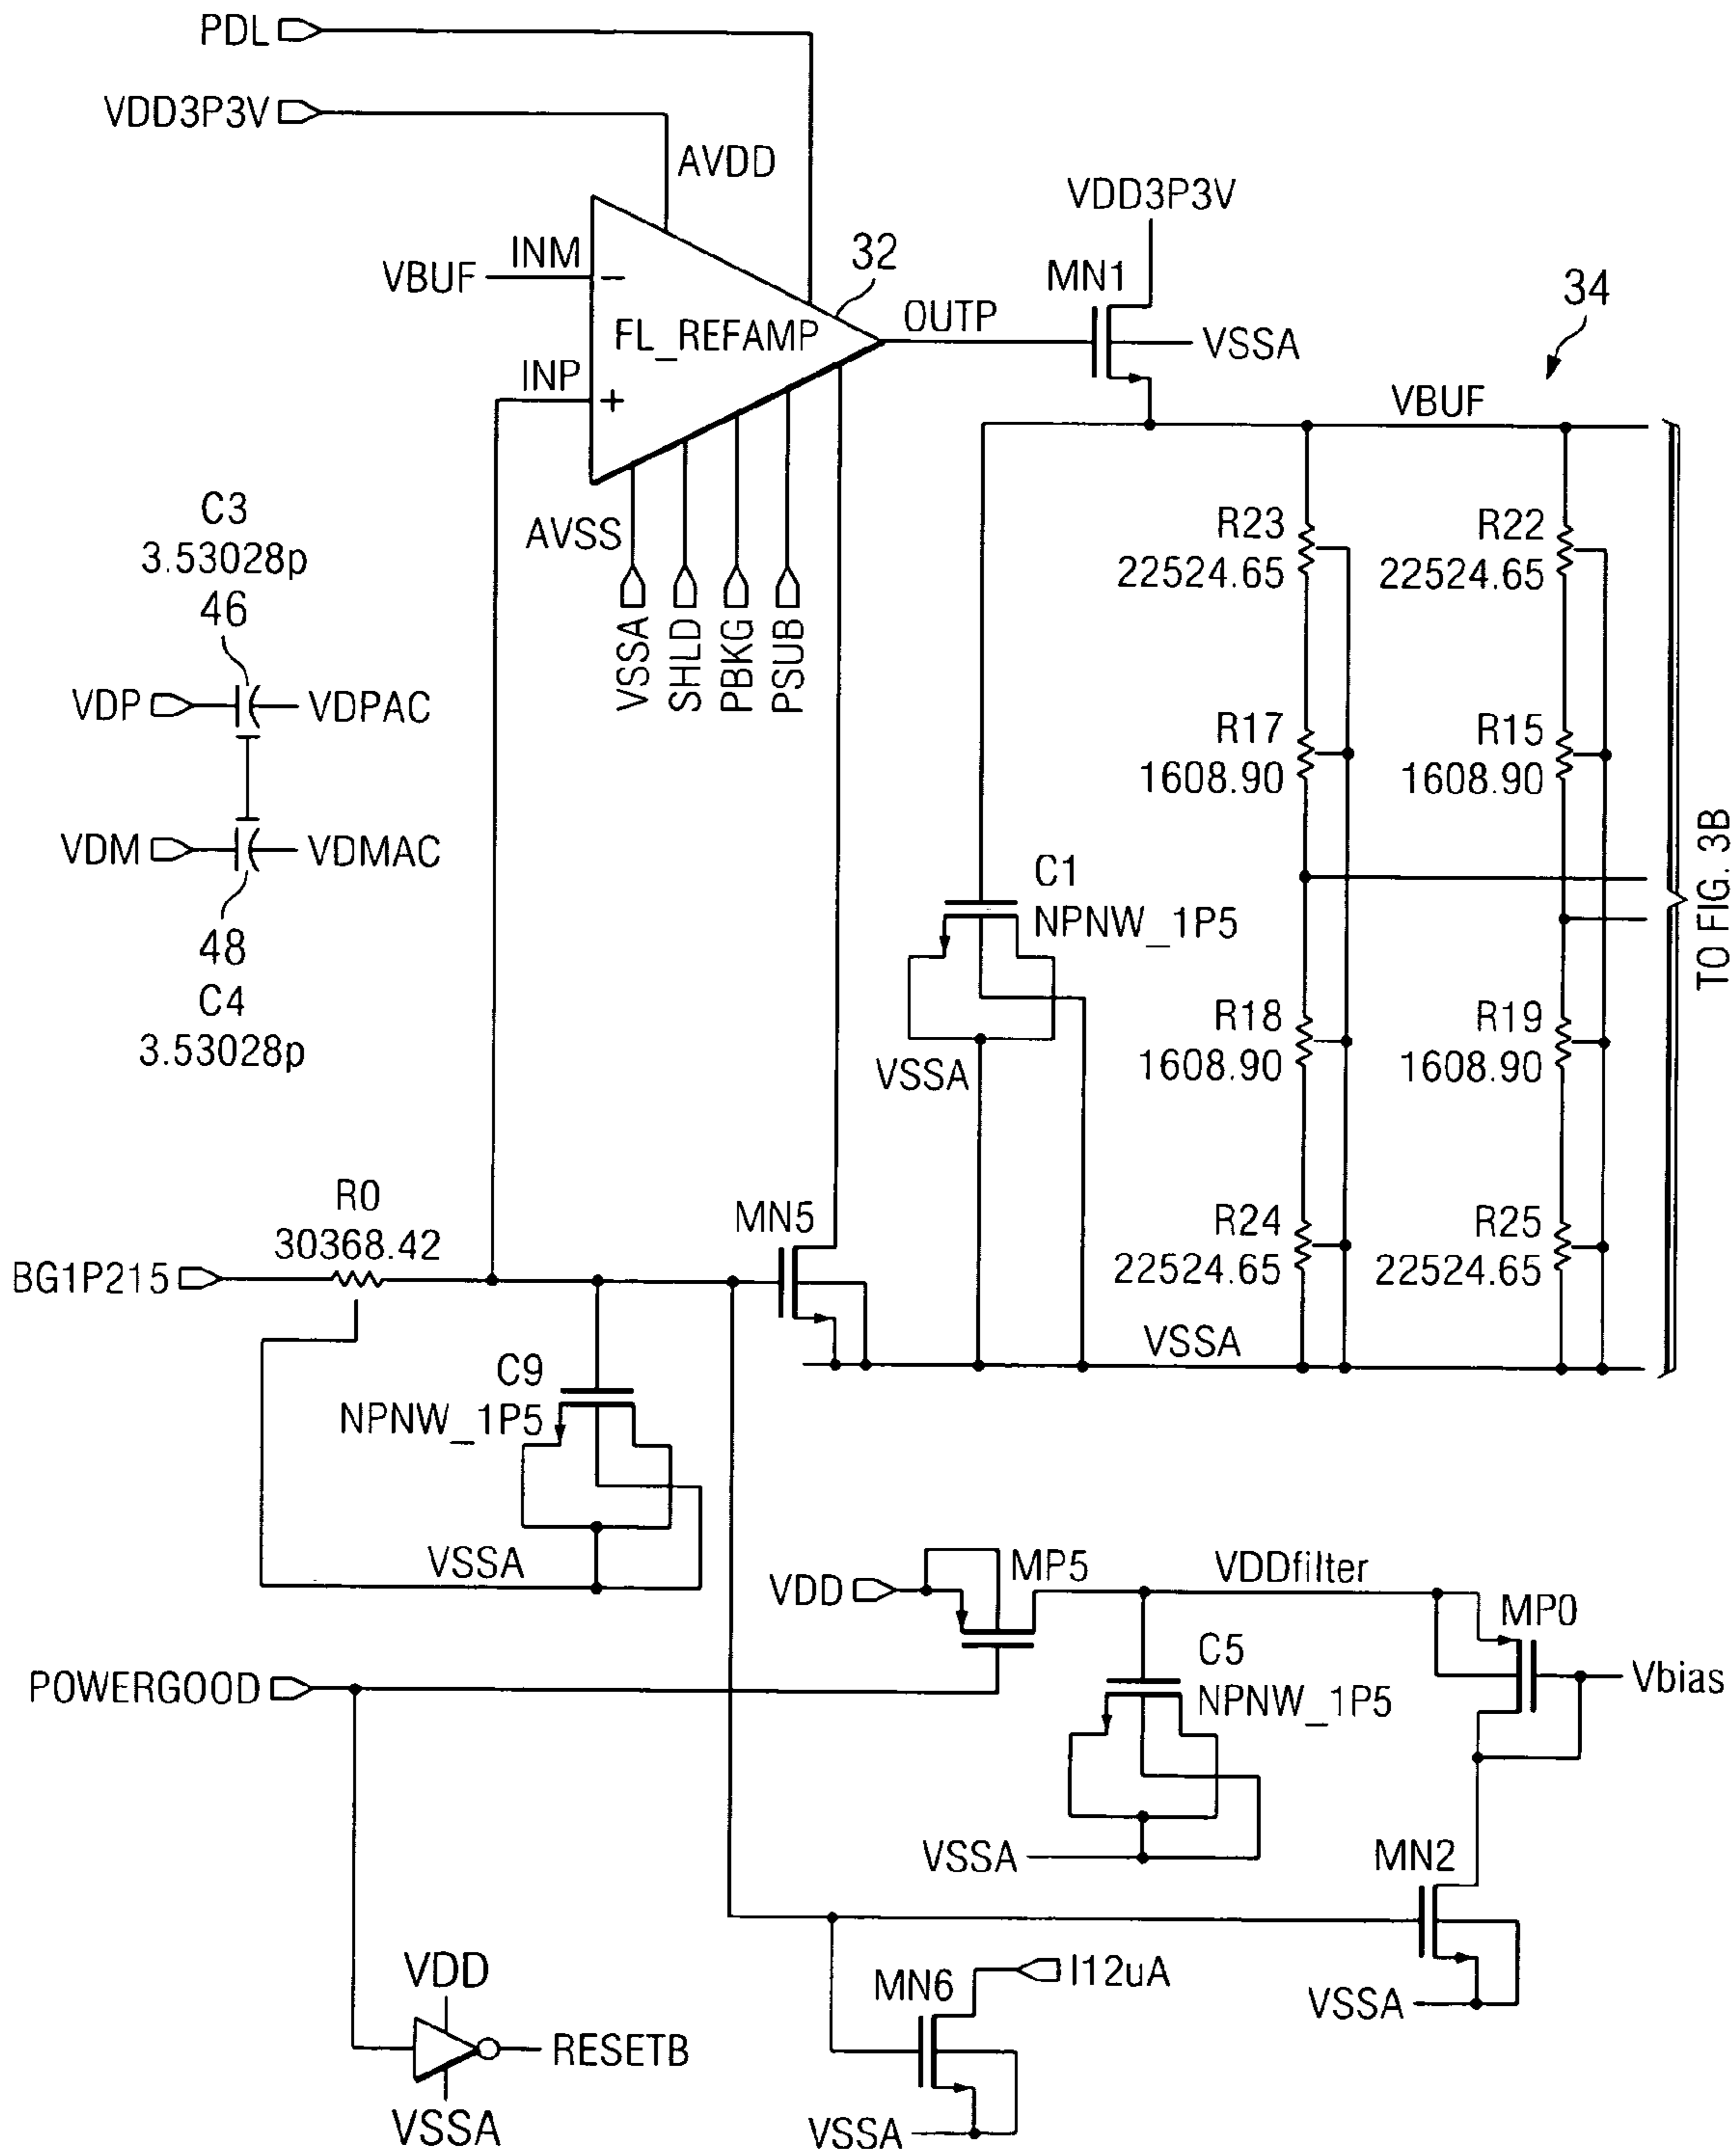 PDL
VDD3P3V
AVDD
VDD3P3V
INM
VBUF
−
32
MN1
34
FL_REFAMP
OUTP
VSSA
INP
+
VBUF
C3
3.53028p
46
AVSS
VSSA
SHLD
PBKG
PSUB
R23
22524.65
R22
22524.65
VDP
VDPAC
R17
1608.90
R15
1608.90
VDM
VDMAC
48
C4
3.53028p
C1
NPNW_1P5
VSSA
TO FIG. 3B
R18
1608.90
R19
1608.90
R0
30368.42
BG1P215
MN5
R24
22524.65
R25
22524.65
VSSA
C9
NPNW_1P5
VSSA
VDD
MP5
VDDfilter
MP0
POWERGOOD
C5
NPNW_1P5
Vbias
VSSA
MN2
VDD
MN6
I12uA
VSSA
RESETB
VSSA
VSSA